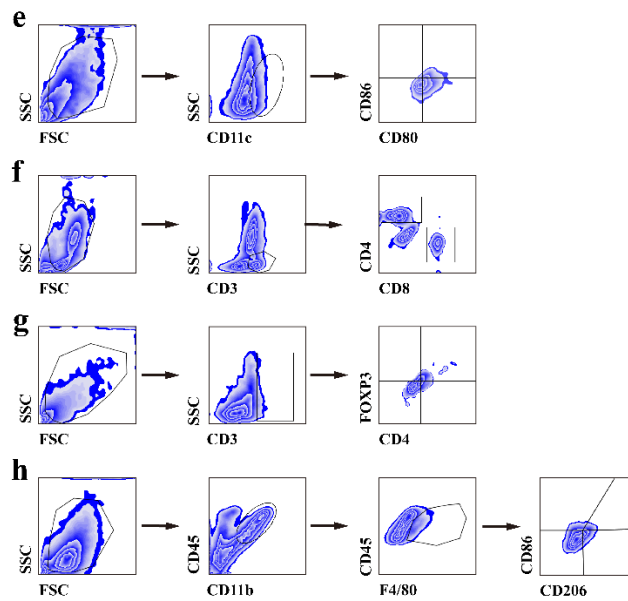 e
SSC
FSC
SSC
CD11c
CD86
CD80
f
SSC
FSC
SSC
CD3
CD4
CD8
g
SSC
FSC
SSC
CD3
FOXP3
CD4
h
SSC
FSC
CD45
CD11b
CD45
F4/80
CD86
CD206